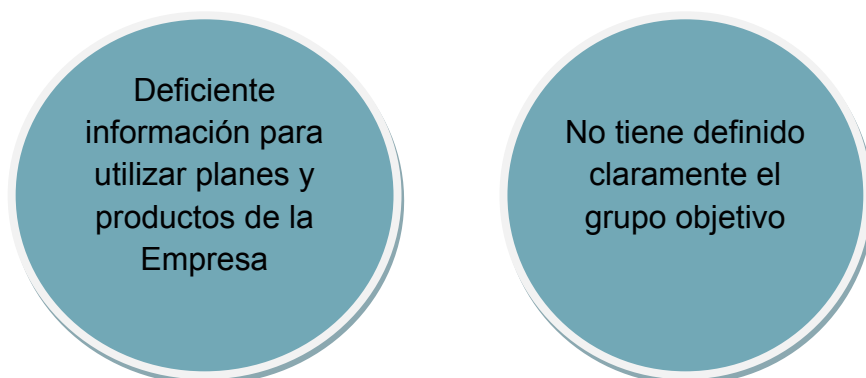 Deficiente
información para
utilizar planes y
productos de la
Empresa
No tiene definido
claramente el
grupo objetivo